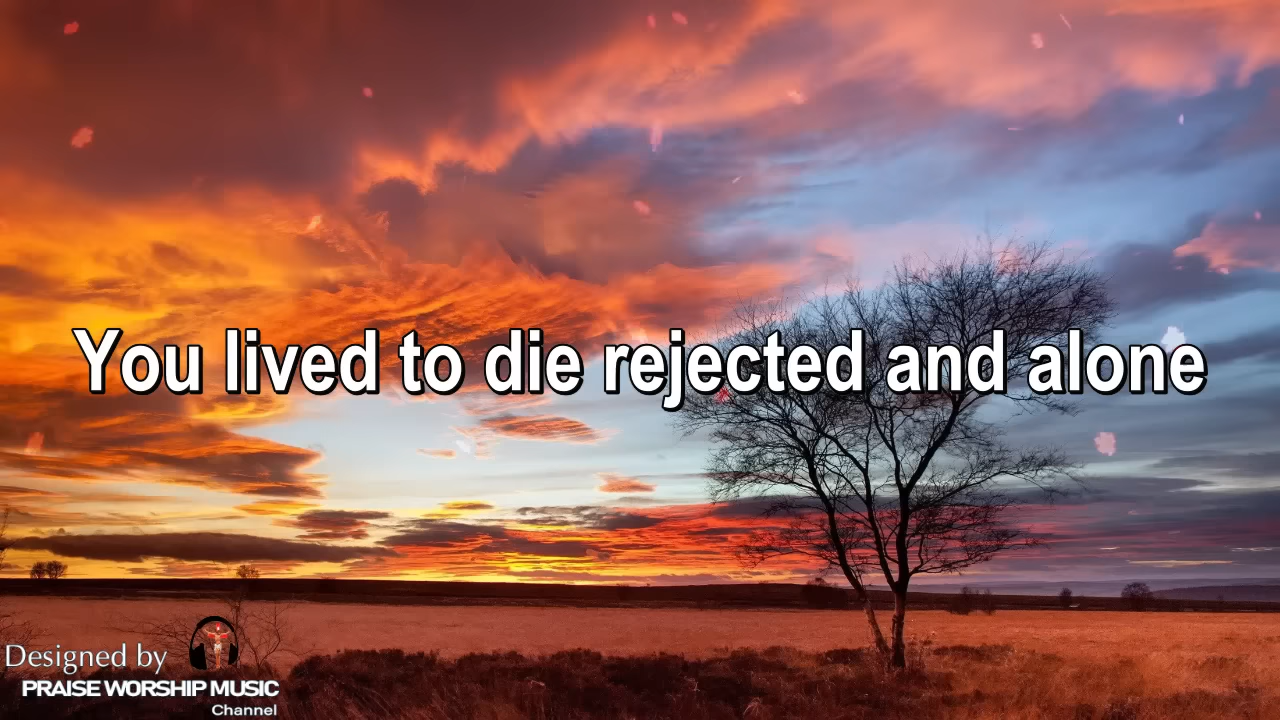 You lived to die rejected and alone
Designed by
PRAISE WORSHIP MUSIC
Channel